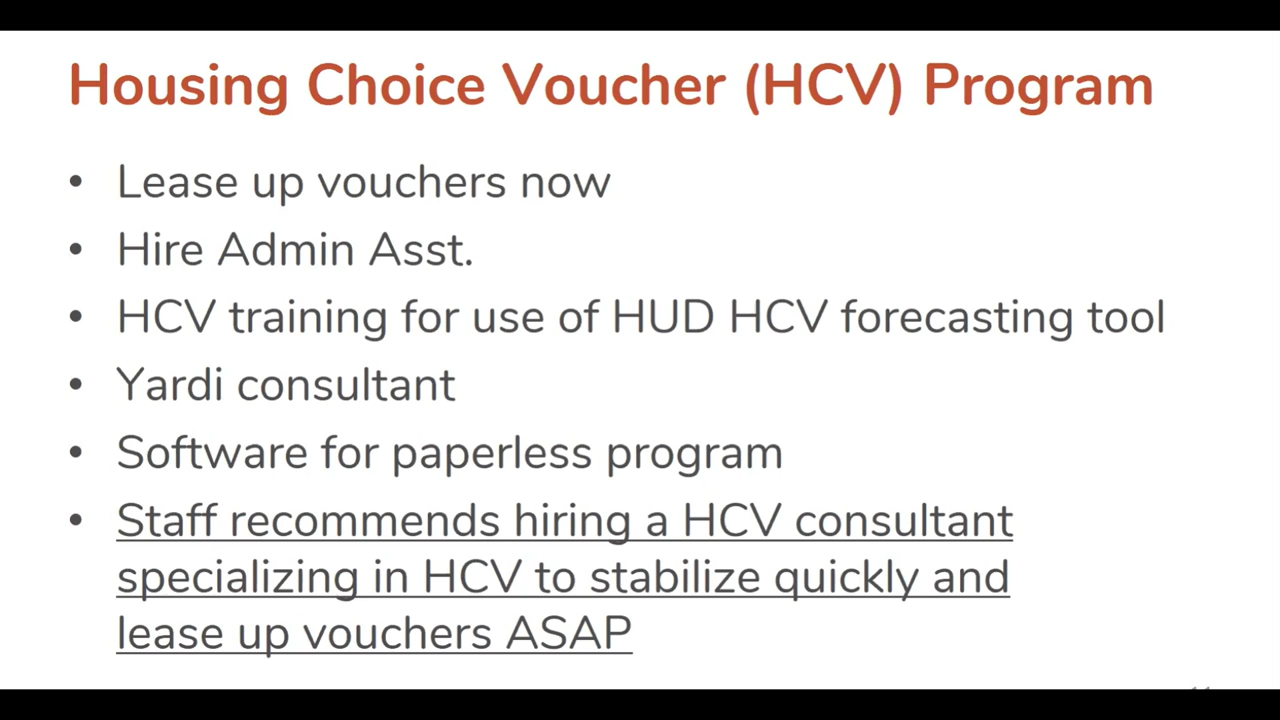 Housing Choice Voucher (HCV) Program
• Lease up vouchers now
• Hire Admin Asst.
• HCV training for use of HUD HCV forecasting tool
• Yardi consultant
• Software for paperless program
• Staff recommends hiring a HCV consultant
specializing in HCV to stabilize quickly and
lease up vouchers ASAP